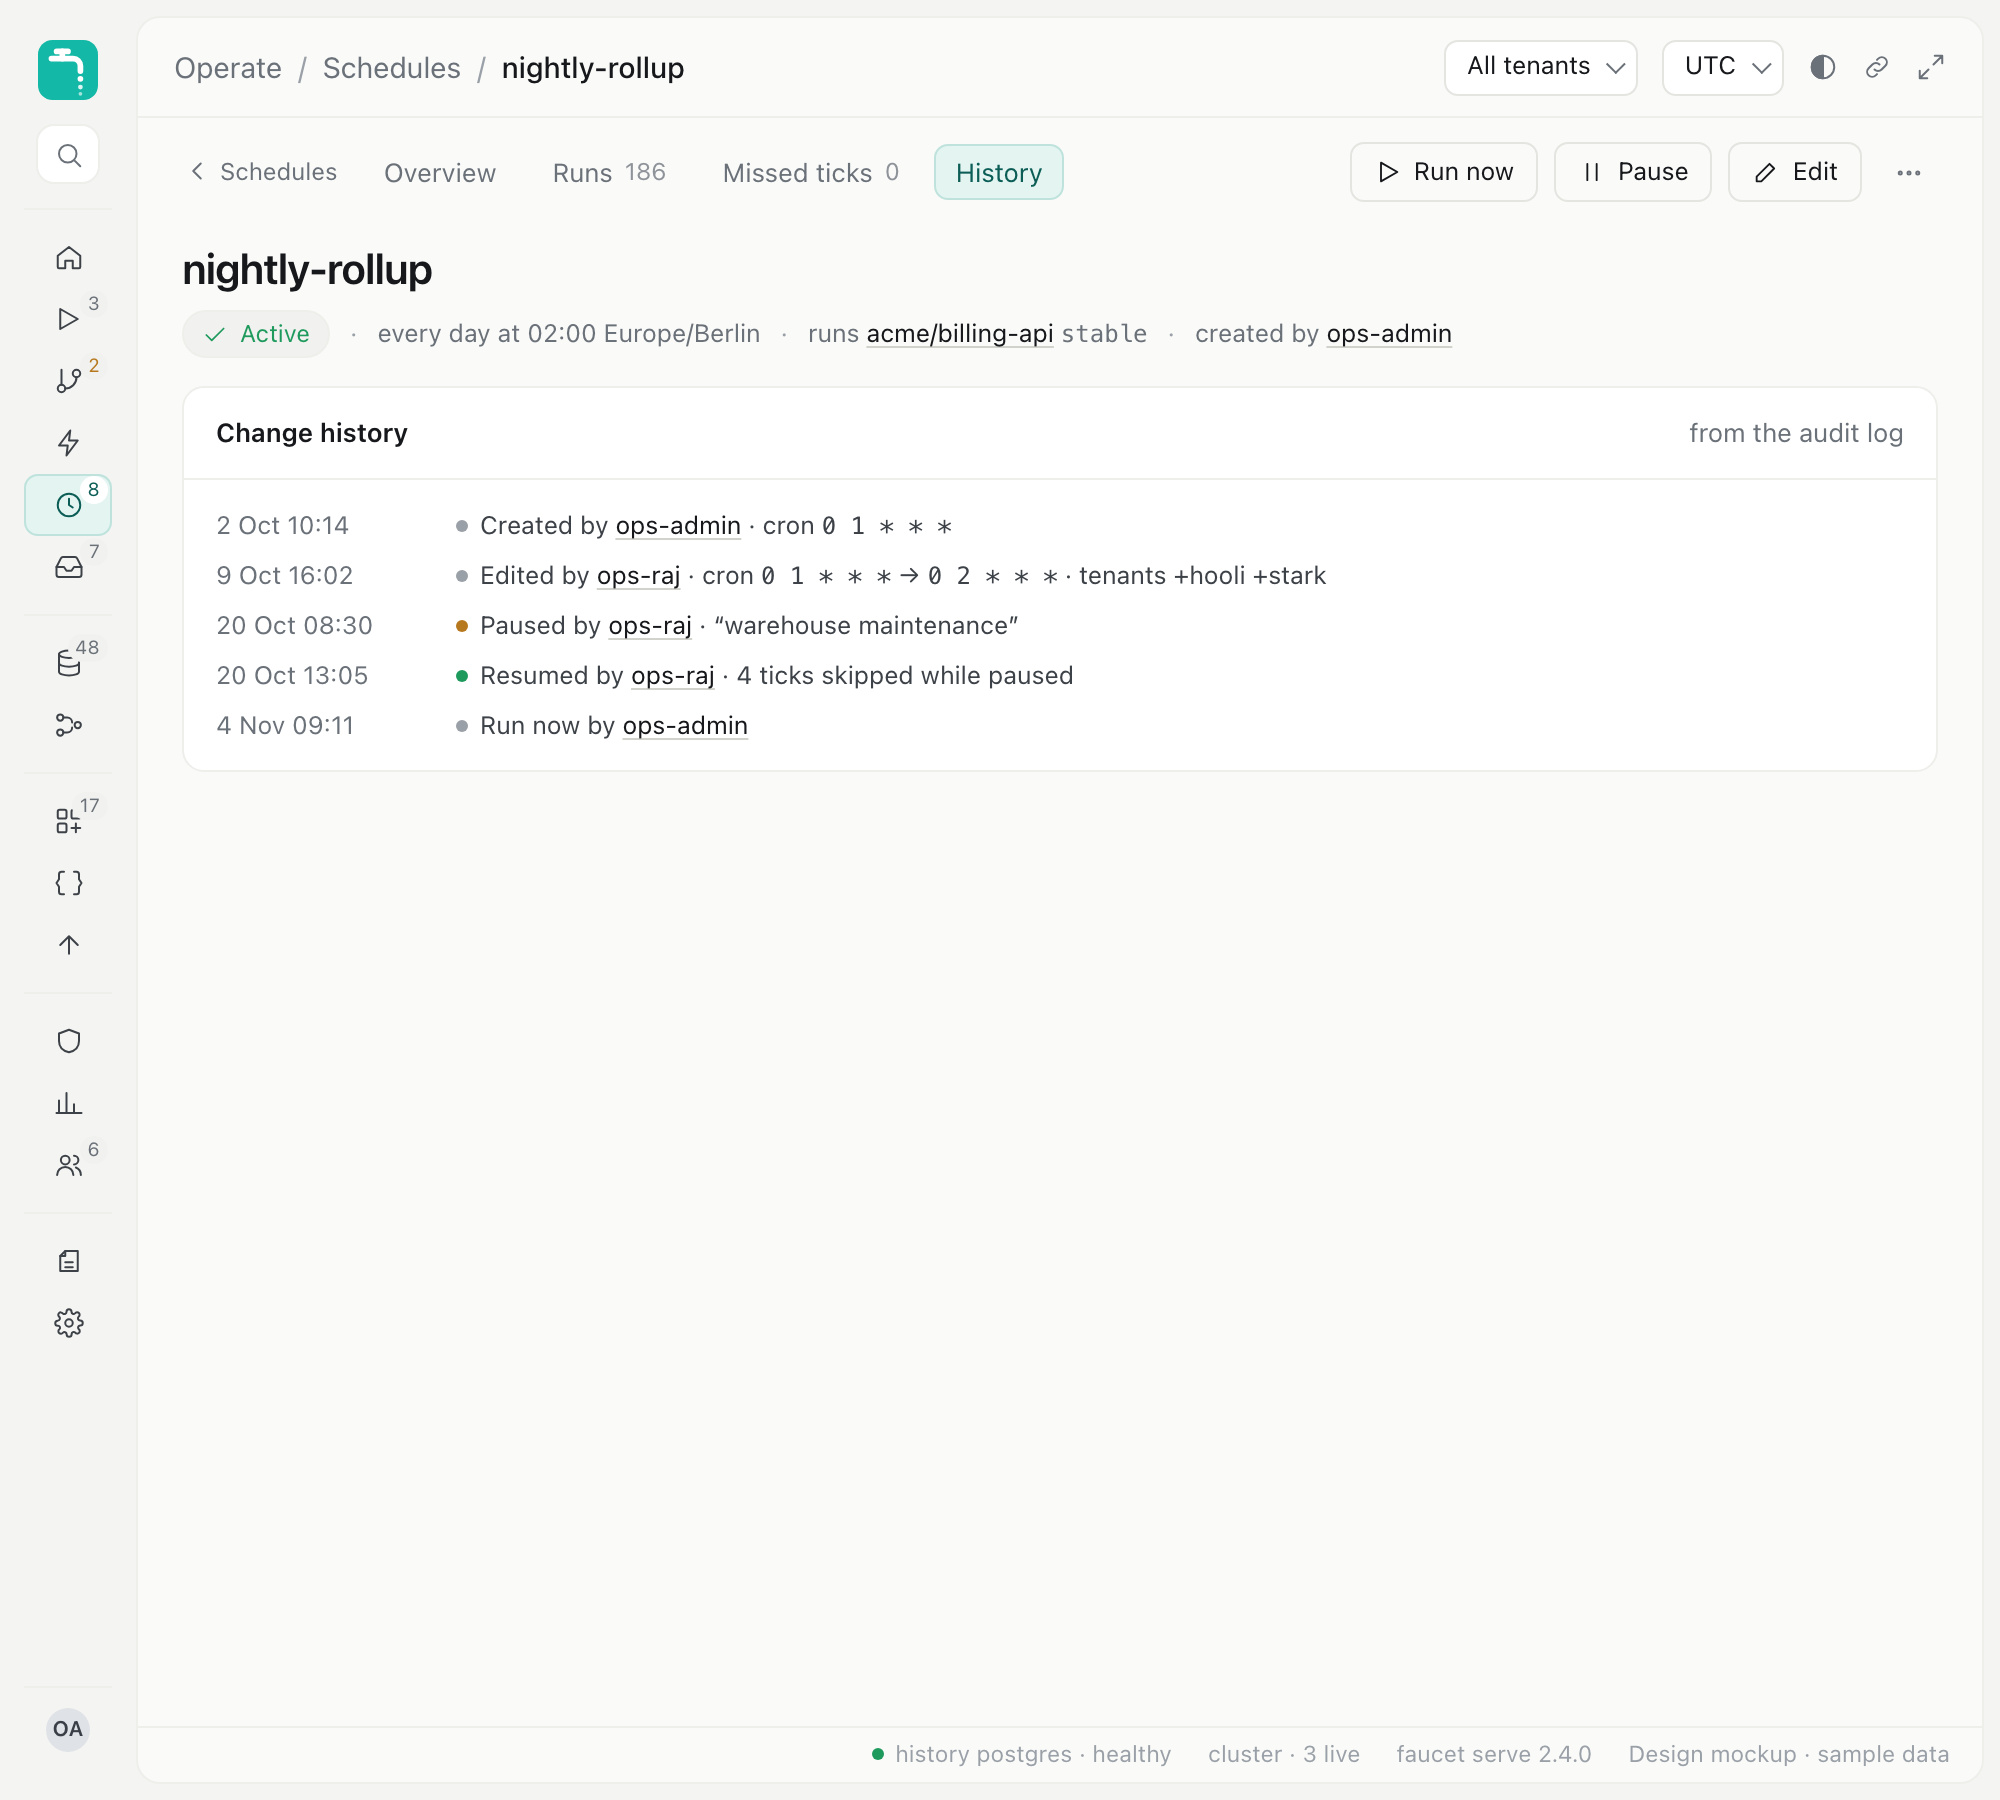 Operate / Schedules / nightly-rollup
All tenants
UTC
Schedules
Overview
Runs 186
Missed ticks 0
History
Run now
Pause
Edit
nightly-rollup
Active · every day at 02:00 Europe/Berlin · runs acme/billing-api stable · created by ops-admin
3
2
8
7
48
17
6
OA
Change history
from the audit log
2 Oct 10:14 Created by ops-admin · cron 0 1 * * *
9 Oct 16:02 Edited by ops-raj · cron 0 1 * * * → 0 2 * * * · tenants +hooli +stark
20 Oct 08:30 Paused by ops-raj · “warehouse maintenance”
20 Oct 13:05 Resumed by ops-raj · 4 ticks skipped while paused
4 Nov 09:11 Run now by ops-admin
history postgres · healthy
cluster · 3 live
faucet serve 2.4.0
Design mockup · sample data